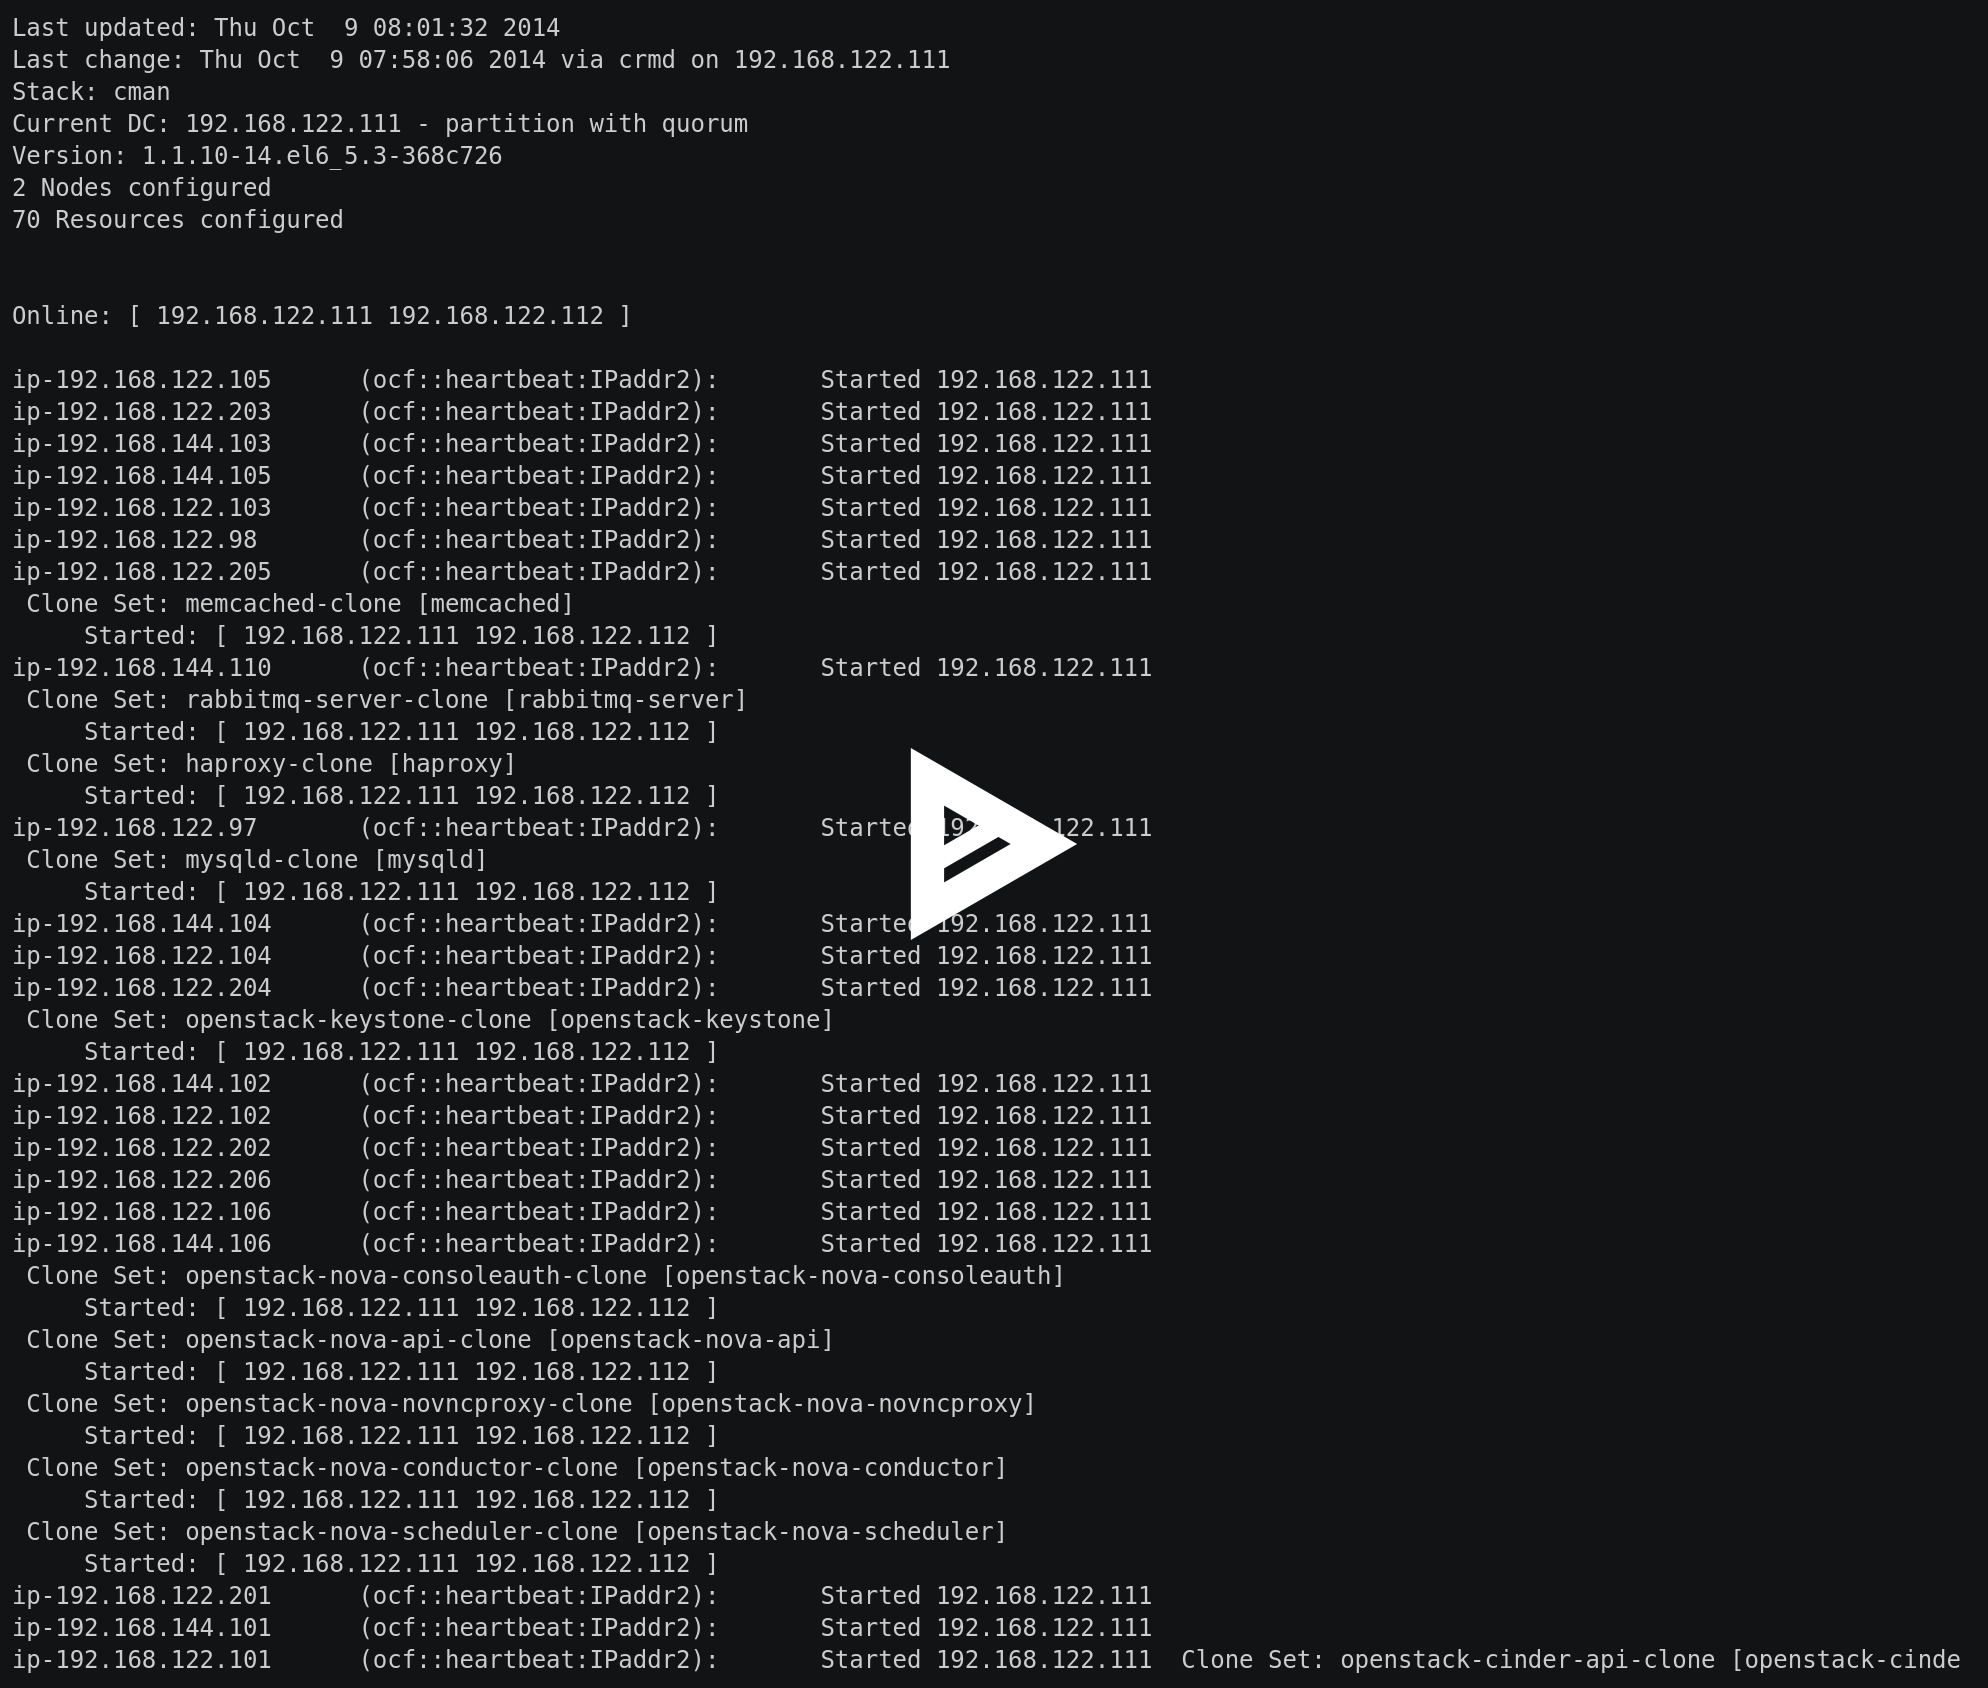 Last updated: Thu Oct  9 08:01:32 2014
Last change: Thu Oct  9 07:58:06 2014 via crmd on 192.168.122.111
Stack: cman
Current DC: 192.168.122.111 - partition with quorum
Version: 1.1.10-14.el6_5.3-368c726
2 Nodes configured
70 Resources configured
Online: [ 192.168.122.111 192.168.122.112 ]
ip-192.168.122.105      (ocf::heartbeat:IPaddr2):       Started 192.168.122.111
ip-192.168.122.203      (ocf::heartbeat:IPaddr2):       Started 192.168.122.111
ip-192.168.144.103      (ocf::heartbeat:IPaddr2):       Started 192.168.122.111
ip-192.168.144.105      (ocf::heartbeat:IPaddr2):       Started 192.168.122.111
ip-192.168.122.103      (ocf::heartbeat:IPaddr2):       Started 192.168.122.111
ip-192.168.122.98       (ocf::heartbeat:IPaddr2):       Started 192.168.122.111
ip-192.168.122.205      (ocf::heartbeat:IPaddr2):       Started 192.168.122.111
 Clone Set: memcached-clone [memcached]
     Started: [ 192.168.122.111 192.168.122.112 ]
ip-192.168.144.110      (ocf::heartbeat:IPaddr2):       Started 192.168.122.111
 Clone Set: rabbitmq-server-clone [rabbitmq-server]
     Started: [ 192.168.122.111 192.168.122.112 ]
 Clone Set: haproxy-clone [haproxy]
     Started: [ 192.168.122.111 192.168.122.112 ]
ip-192.168.122.97       (ocf::heartbeat:IPaddr2):       Started
 Clone Set: mysqld-clone [mysqld]
     Started: [ 192.168.122.111 192.168.122.112 ]
ip-192.168.144.104      (ocf::heartbeat:IPaddr2):       Started 192.168.122.111
ip-192.168.122.104      (ocf::heartbeat:IPaddr2):       Started 192.168.122.111
ip-192.168.122.204      (ocf::heartbeat:IPaddr2):       Started 192.168.122.111
 Clone Set: openstack-keystone-clone [openstack-keystone]
     Started: [ 192.168.122.111 192.168.122.112 ]
ip-192.168.144.102      (ocf::heartbeat:IPaddr2):       Started 192.168.122.111
ip-192.168.122.102      (ocf::heartbeat:IPaddr2):       Started 192.168.122.111
ip-192.168.122.202      (ocf::heartbeat:IPaddr2):       Started 192.168.122.111
ip-192.168.122.206      (ocf::heartbeat:IPaddr2):       Started 192.168.122.111
ip-192.168.122.106      (ocf::heartbeat:IPaddr2):       Started 192.168.122.111
ip-192.168.144.106      (ocf::heartbeat:IPaddr2):       Started 192.168.122.111
 Clone Set: openstack-nova-consoleauth-clone [openstack-nova-consoleauth]
     Started: [ 192.168.122.111 192.168.122.112 ]
 Clone Set: openstack-nova-api-clone [openstack-nova-api]
     Started: [ 192.168.122.111 192.168.122.112 ]
 Clone Set: openstack-nova-novncproxy-clone [openstack-nova-novncproxy]
     Started: [ 192.168.122.111 192.168.122.112 ]
 Clone Set: openstack-nova-conductor-clone [openstack-nova-conductor]
     Started: [ 192.168.122.111 192.168.122.112 ]
 Clone Set: openstack-nova-scheduler-clone [openstack-nova-scheduler]
     Started: [ 192.168.122.111 192.168.122.112 ]
ip-192.168.122.201      (ocf::heartbeat:IPaddr2):       Started 192.168.122.111
ip-192.168.144.101      (ocf::heartbeat:IPaddr2):       Started 192.168.122.111
ip-192.168.122.101      (ocf::heartbeat:IPaddr2):       Started 192.168.122.111  Clone Set: openstack-cinder-api-clone [openstack-cinde